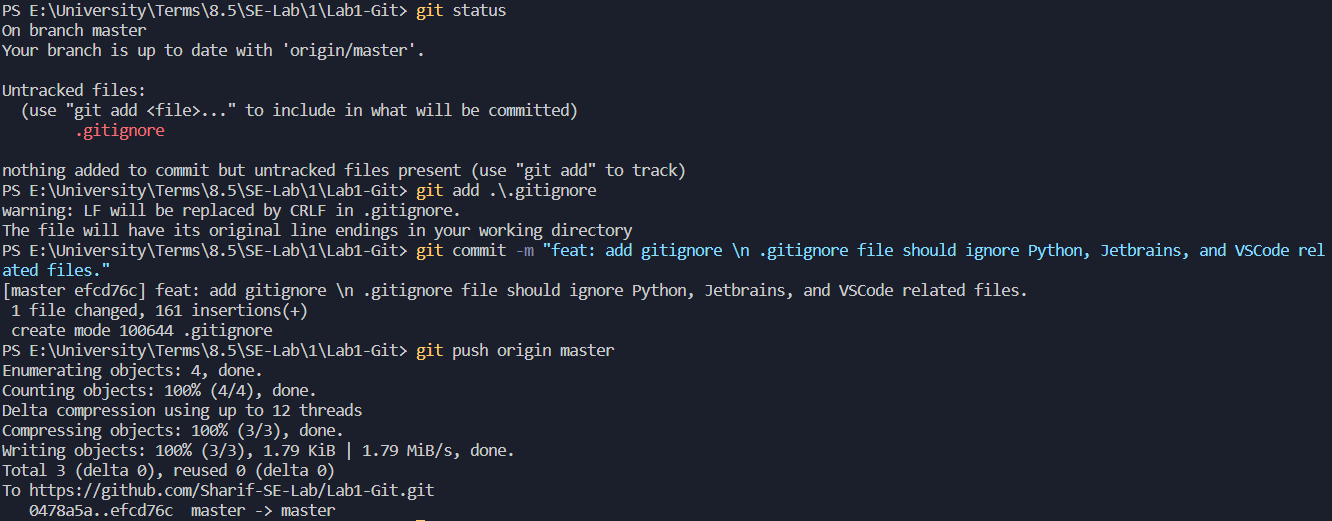 PS E:\University\Terms\8.5\SE-Lab\1\Lab1-Git> git status
On branch master
Your branch is up to date with 'origin/master'.
Untracked files:
  (use "git add <file>..." to include in what will be committed)
        .gitignore
nothing added to commit but untracked files present (use "git add" to track)
PS E:\University\Terms\8.5\SE-Lab\1\Lab1-Git> git add .\.gitignore
warning: LF will be replaced by CRLF in .gitignore.
The file will have its original line endings in your working directory
PS E:\University\Terms\8.5\SE-Lab\1\Lab1-Git> git commit -m "feat: add gitignore \n .gitignore file should ignore Python, Jetbrains, and VSCode rel
ated files."
[master efcd76c] feat: add gitignore \n .gitignore file should ignore Python, Jetbrains, and VSCode related files.
 1 file changed, 161 insertions(+)
 create mode 100644 .gitignore
PS E:\University\Terms\8.5\SE-Lab\1\Lab1-Git> git push origin master
Enumerating objects: 4, done.
Counting objects: 100% (4/4), done.
Delta compression using up to 12 threads
Compressing objects: 100% (3/3), done.
Writing objects: 100% (3/3), 1.79 KiB | 1.79 MiB/s, done.
Total 3 (delta 0), reused 0 (delta 0)
To https://github.com/Sharif-SE-Lab/Lab1-Git.git
   0478a5a..efcd76c  master -> master